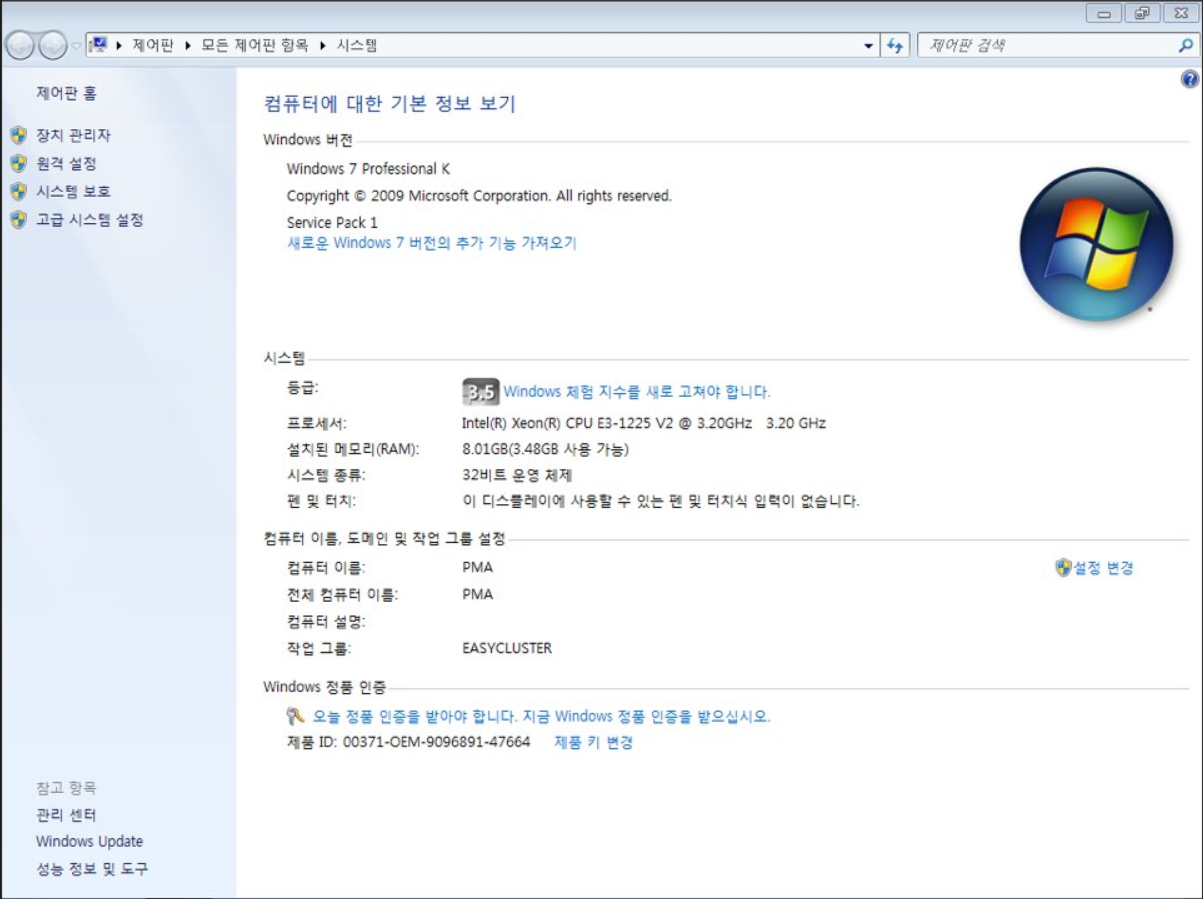 제어판 ▸ 모든 제어판 항목 ▸ 시스템
제어판 검색
제어판 홈
장치 관리자
원격 설정
시스템 보호
고급 시스템 설정
컴퓨터에 대한 기본 정보 보기
Windows 버전
Windows 7 Professional K
Copyright © 2009 Microsoft Corporation. All rights reserved.
Service Pack 1
새로운 Windows 7 버전의 추가 기능 가져오기
시스템
등급: 3,5 Windows 체험 지수를 새로 고쳐야 합니다.
프로세서: Intel(R) Xeon(R) CPU E3-1225 V2 @ 3.20GHz 3.20 GHz
설치된 메모리(RAM): 8.01GB(3.48GB 사용 가능)
시스템 종류: 32비트 운영 체제
펜 및 터치: 이 디스플레이에 사용할 수 있는 펜 및 터치식 입력이 없습니다.
컴퓨터 이름, 도메인 및 작업 그룹 설정
컴퓨터 이름: PMA 설정 변경
전체 컴퓨터 이름: PMA
컴퓨터 설명:
작업 그룹: EASYCLUSTER
Windows 정품 인증
오늘 정품 인증을 받아야 합니다. 지금 Windows 정품 인증을 받으십시오.
제품 ID: 00371-OEM-9096891-47664 제품 키 변경
참고 항목
관리 센터
Windows Update
성능 정보 및 도구